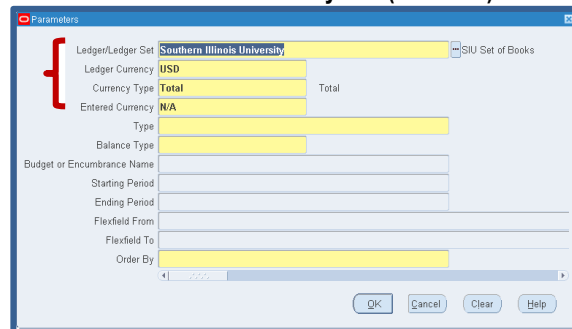 Parameters
Ledger/Ledger Set Southern Illinois University SIU Set of Books
Ledger Currency USD
Currency Type Total Total
Entered Currency N/A
Type
Balance Type
Budget or Encumbrance Name
Starting Period
Ending Period
Flexfield From
Flexfield To
Order By
OK Cancel Clear Help